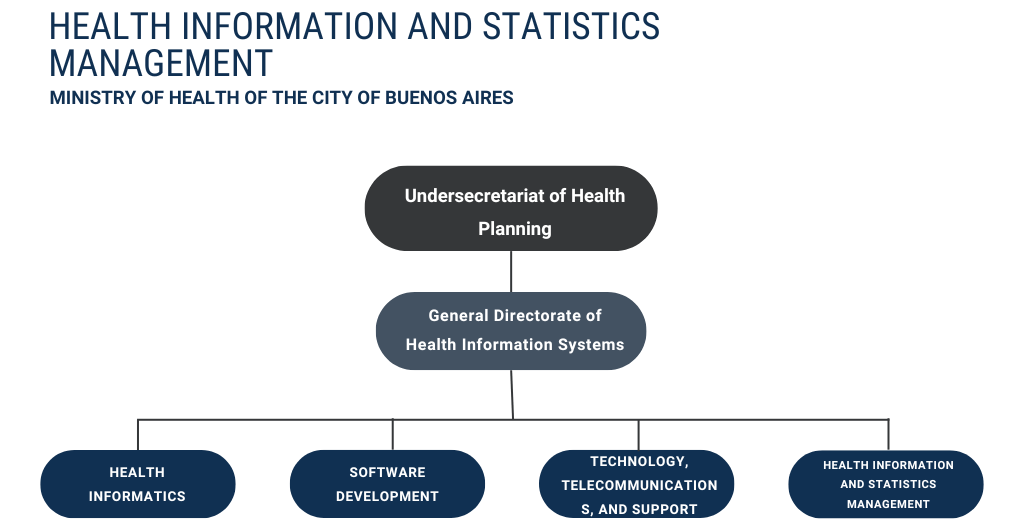 HEALTH INFORMATION AND STATISTICS
MANAGEMENT
MINISTRY OF HEALTH OF THE CITY OF BUENOS AIRES
Undersecretariat of Health
Planning
General Directorate of
Health Information Systems
HEALTH
INFORMATICS
SOFTWARE
DEVELOPMENT
TECHNOLOGY,
TELECOMMUNICATION
S, AND SUPPORT
HEALTH INFORMATION
AND STATISTICS
MANAGEMENT